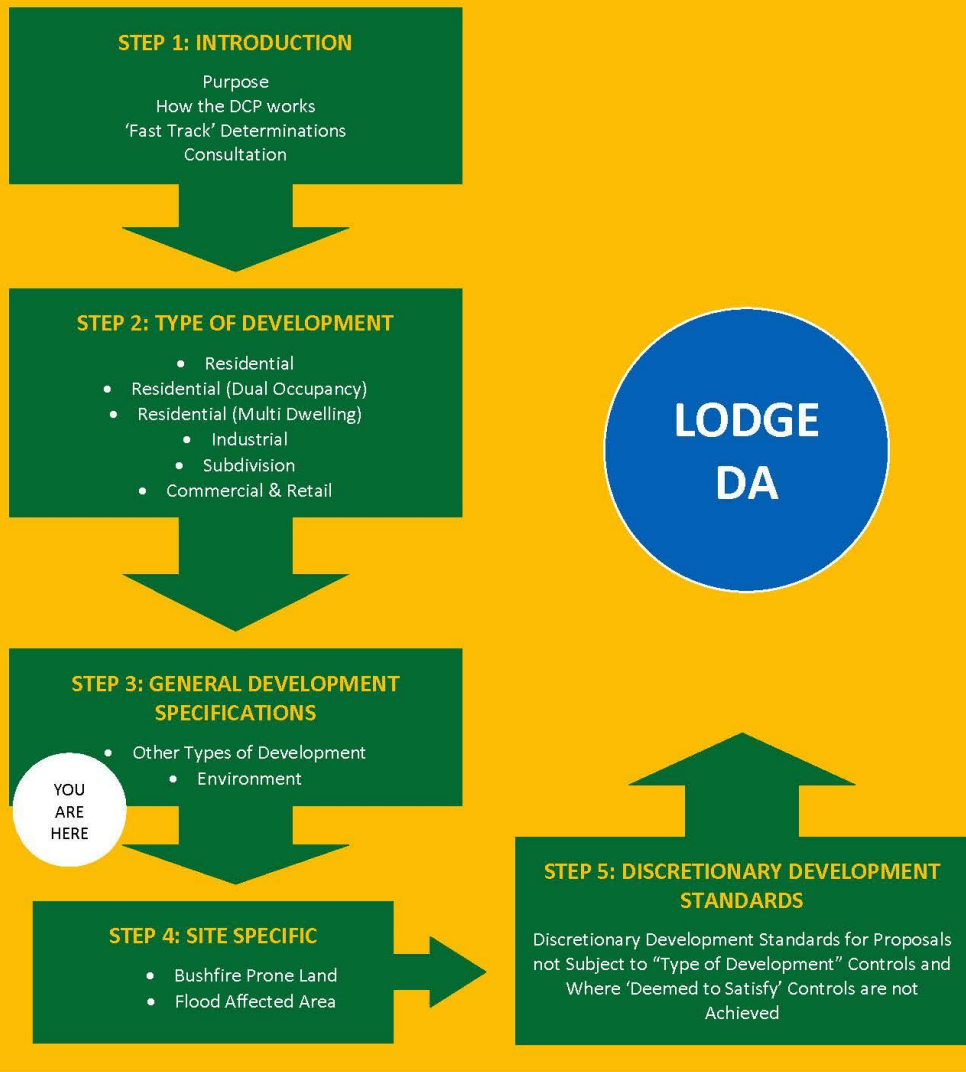 STEP 1: INTRODUCTION
Purpose
How the DCP works
‘Fast Track’ Determinations
Consultation
STEP 2: TYPE OF DEVELOPMENT
• Residential
• Residential (Dual Occupancy)
• Residential (Multi Dwelling)
• Industrial
• Subdivision
• Commercial & Retail
STEP 3: GENERAL DEVELOPMENT
SPECIFICATIONS
• Other Types of Development
• Environment
YOU
ARE
HERE
STEP 4: SITE SPECIFIC
• Bushfire Prone Land
• Flood Affected Area
STEP 5: DISCRETIONARY DEVELOPMENT
STANDARDS
Discretionary Development Standards for Proposals
not Subject to “Type of Development” Controls and
Where ‘Deemed to Satisfy’ Controls are not
Achieved
LODGE
DA